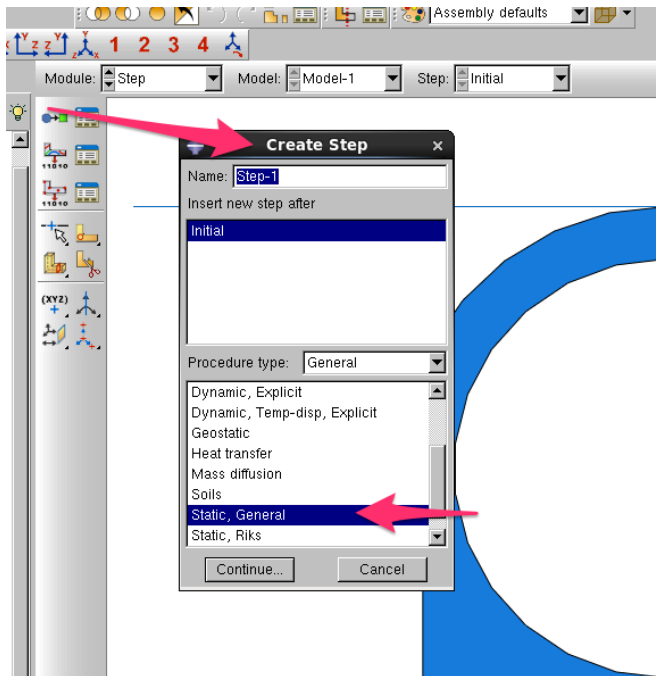 Assembly defaults
1 2 3 4
Module: Step Model: Model-1 Step: Initial
Create Step ×
Name: Step-1
Insert new step after
Initial
Procedure type: General
Dynamic, Explicit
Dynamic, Temp-disp, Explicit
Geostatic
Heat transfer
Mass diffusion
Soils
Static, General
Static, Riks
Continue... Cancel
(XYZ)